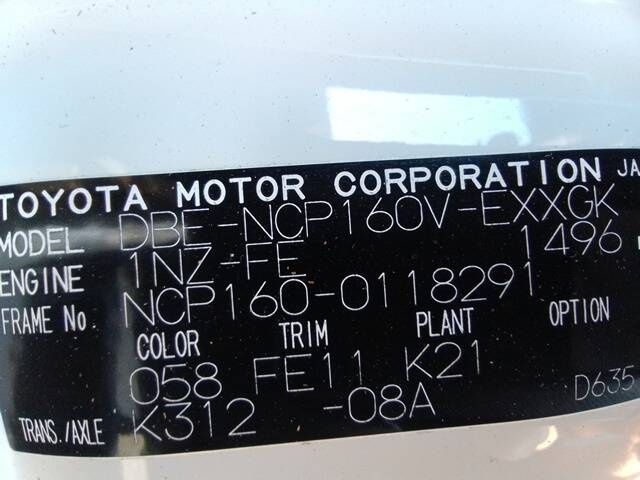 TOYOTA MOTOR CORPORATION JA
MODEL DBE-NCP160V-EXXGK
ENGINE 1NZ-FE 1496
FRAME No NCP160-0118291
COLOR TRIM PLANT OPTION
058 FE11 K21
TRANS./AXLE K312 -08A D635